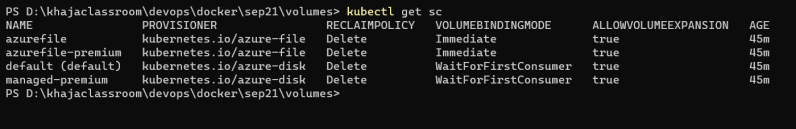 PS D:\khajaclassroom\devops\docker\sep21\volumes> kubectl get sc
NAME                PROVISIONER                RECLAIMPOLICY   VOLUMEBINDINGMODE      ALLOWVOLUMEEXPANSION   AGE
azurefile           kubernetes.io/azure-file   Delete          Immediate              true                   45m
azurefile-premium   kubernetes.io/azure-file   Delete          Immediate              true                   45m
default (default)   kubernetes.io/azure-disk   Delete          WaitForFirstConsumer   true                   45m
managed-premium     kubernetes.io/azure-disk   Delete          WaitForFirstConsumer   true                   45m
PS D:\khajaclassroom\devops\docker\sep21\volumes>